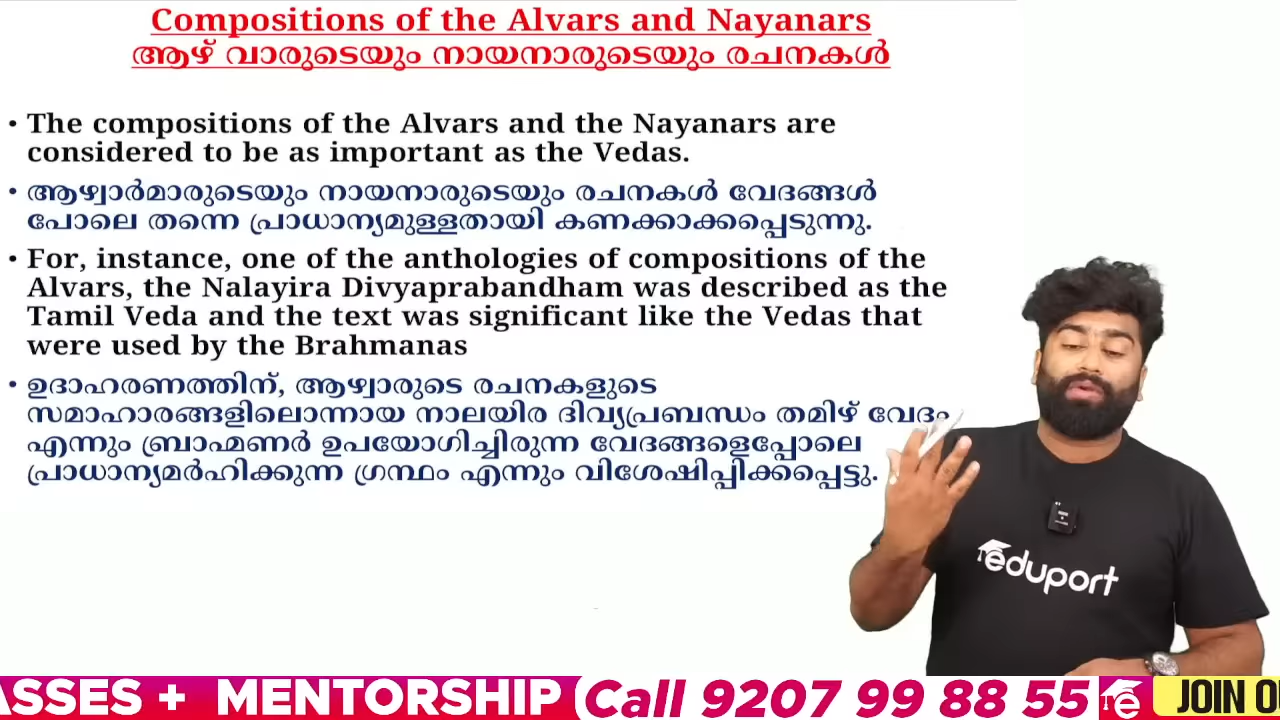 Compositions of the Alvars and Nayanars
ആഴ് വാരുടെയും നായനാരുടെയും രചനകൾ
• The compositions of the Alvars and the Nayanars are
considered to be as important as the Vedas.
• ആഴ്വാർമാരുടെയും നായനാരുടെയും രചനകൾ വേദങ്ങൾ
പോലെ തന്നെ പ്രാധാന്യമുള്ളതായി കണക്കാക്കപ്പെടുന്നു.
• For, instance, one of the anthologies of compositions of the
Alvars, the Nalayira Divyaprabandham was described as the
Tamil Veda and the text was significant like the Vedas that
were used by the Brahmanas
• ഉദാഹരണത്തിന്, ആഴ്വാരുടെ രചനകളുടെ
സമാഹാരങ്ങളിലൊന്നായ നാലയിര ദിവ്യപ്രബന്ധം തമിഴ് വേദം
എന്നും ബ്രാഹ്മണർ ഉപയോഗിച്ചിരുന്ന വേദങ്ങളെപ്പോലെ
പ്രാധാന്യമർഹിക്കുന്ന ഗ്രന്ഥം എന്നും വിശേഷിപ്പിക്കപ്പെട്ടു.
eduport
ASSES + MENTORSHIP (Call 9207 99 88 55 e JOIN O